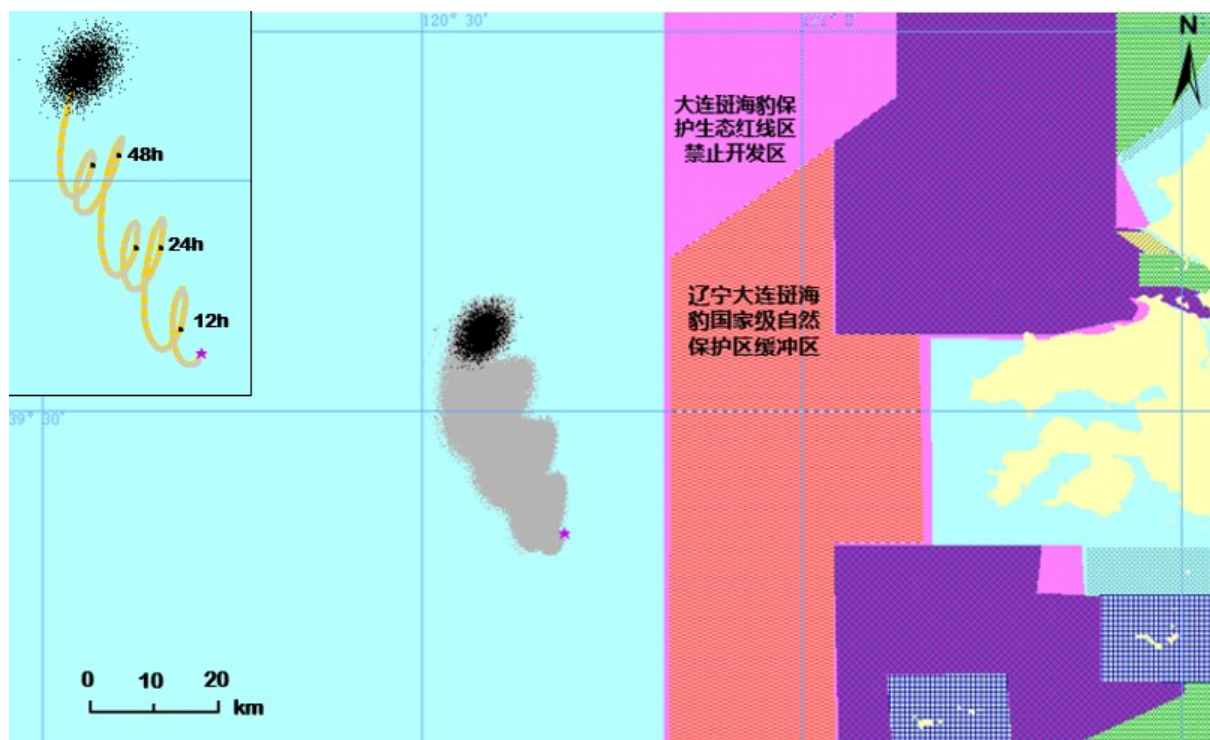 120° 30′
N
大连斑海豹保
护生态红线区
禁止开发区
48h
24h
12h
辽宁大连斑海
豹国家级自然
保护区缓冲区
0 10 20
km